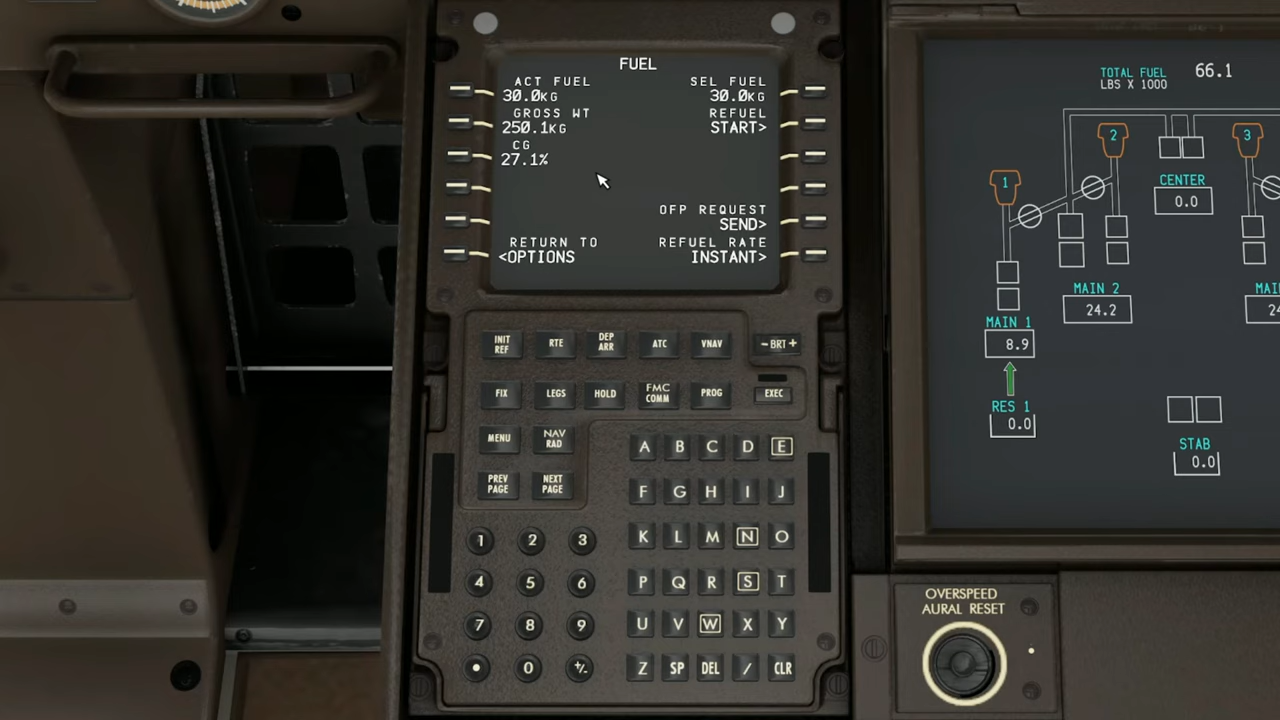 FUEL
ACT FUEL SEL FUEL
30.0KG 30.0KG
GROSS WT REFUEL
250.1KG START>
CG
27.1%
OFP REQUEST
SEND>
RETURN TO REFUEL RATE
<OPTIONS INSTANT>
INIT REF RTE DEP ARR ATC VNAV - BRT +
FIX LEGS HOLD FMC COMM PROG EXEC
MENU NAV RAD
PREV PAGE NEXT PAGE
A B C D E
F G H I J
K L M N O
P Q R S T
U V W X Y
Z SP DEL / CLR
1 2 3
4 5 6
7 8 9
. 0 +/-
TOTAL FUEL 66.1
LBS X 1000
1 2 3
CENTER
0.0
MAIN 2
24.2
MAIN 1
8.9
RES 1
0.0
STAB
0.0
OVERSPEED
AURAL RESET